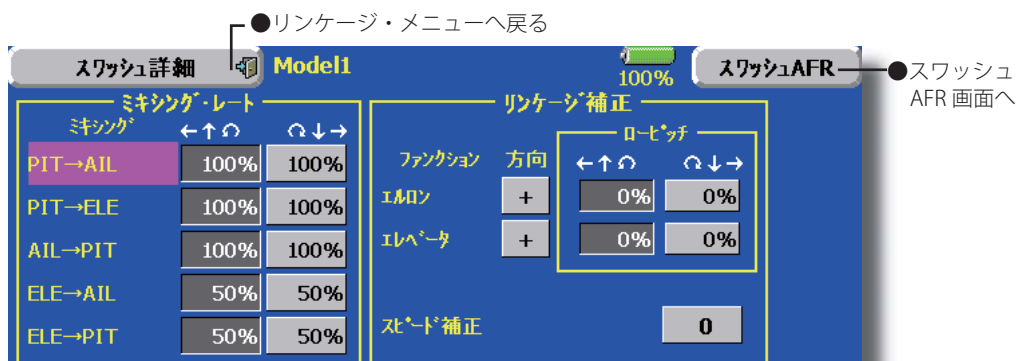 ●リンケージ・メニューへ戻る
スワッシュ詳細 Model1 100% スワッシュAFR
●スワッシュ
AFR 画面へ
ミキシング・レート
ミキシング ←↑∩ ∩↓→
PIT→AIL 100% 100%
PIT→ELE 100% 100%
AIL→PIT 100% 100%
ELE→AIL 50% 50%
ELE→PIT 50% 50%
リンケージ補正
ローピッチ
ファンクション 方向 ←↑∩ ∩↓→
エルロン + 0% 0%
エレベータ + 0% 0%
スピード補正 0